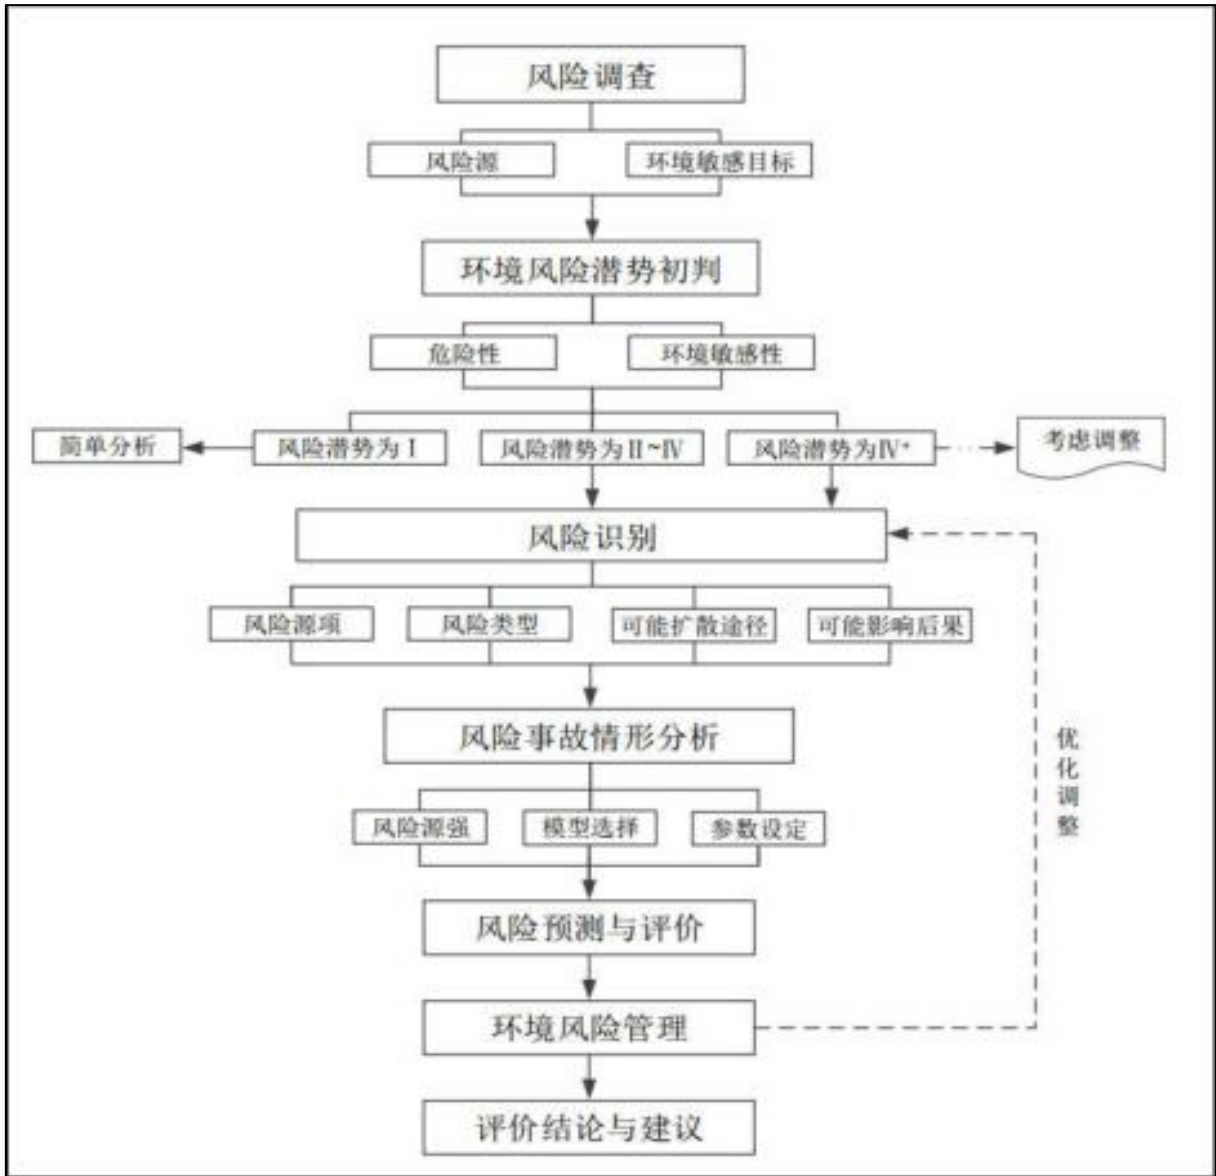 风险调查
风险源
环境敏感目标
环境风险潜势初判
危险性
环境敏感性
简单分析
风险潜势为Ⅰ
风险潜势为Ⅱ~Ⅳ
风险潜势为Ⅳ⁺
考虑调整
风险识别
风险源项
风险类型
可能扩散途径
可能影响后果
风险事故情形分析
优化调整
风险源强
模型选择
参数设定
风险预测与评价
环境风险管理
评价结论与建议